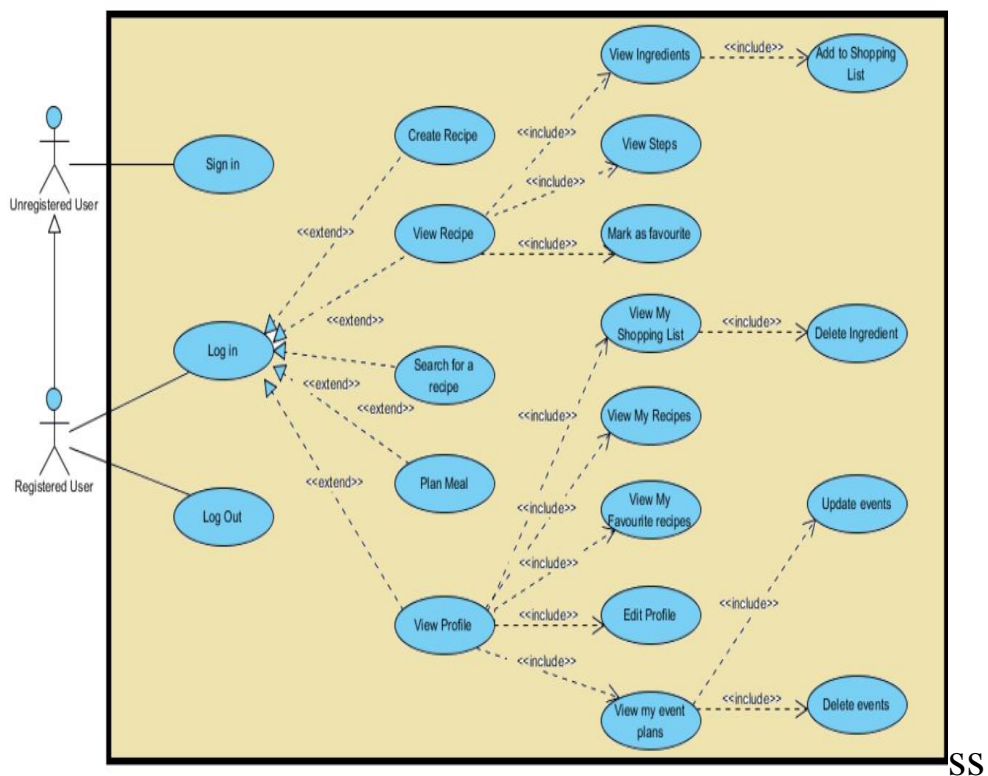 View Ingredients
<<include>>
Add to Shopping
List
Create Recipe
<<include>>
View Steps
Sign in
<<include>>
Unregistered User
<<extend>>
View Recipe
<<include>>
Mark as favourite
View My
Shopping List
<<include>>
Delete Ingredient
<<extend>>
Log in
Search for a
recipe
<<extend>>
<<extend>>
<<include>>
View My Recipes
Registered User
<<extend>>
Plan Meal
View My
Favourite recipes
<<include>>
Update events
Log Out
<<include>>
View Profile
<<include>>
Edit Profile
<<include>>
<<include>>
View my event
plans
<<include>>
Delete events
ss